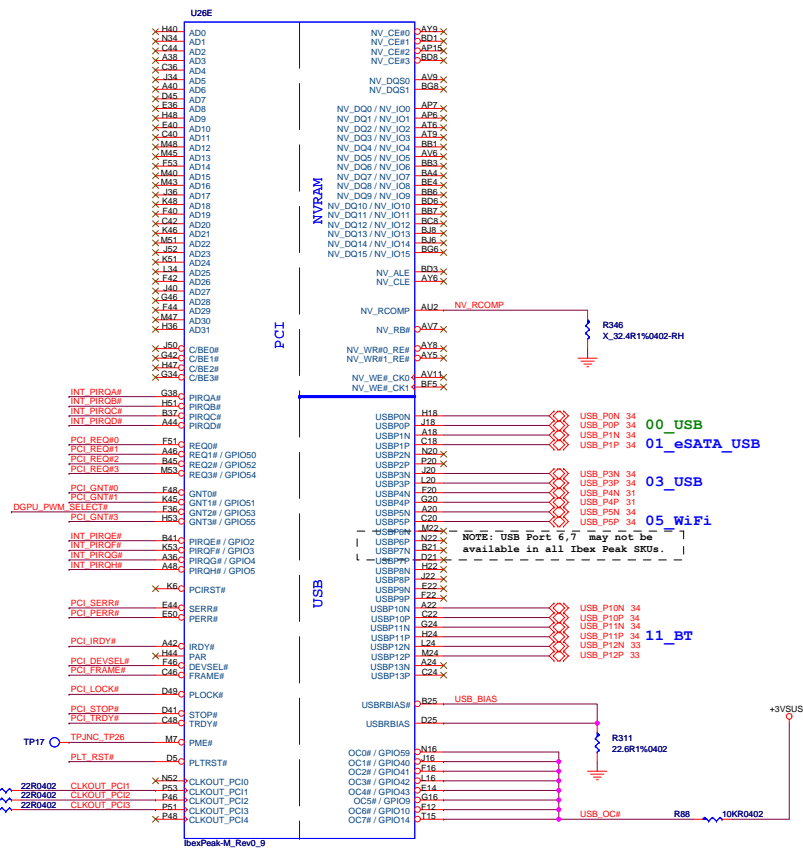 U26E
H40 AD0
N34 AD1
C44 AD2
A38 AD3
C36 AD4
J34 AD5
A40 AD6
D45 AD7
E36 AD8
H48 AD9
E40 AD10
C40 AD11
M48 AD12
M45 AD13
F53 AD14
M40 AD15
M43 AD16
J36 AD17
K48 AD18
F40 AD19
C42 AD20
K46 AD21
M51 AD22
J52 AD23
K51 AD24
L34 AD25
F42 AD26
J40 AD27
G46 AD28
F44 AD29
M47 AD30
H36 AD31
J50 C/BE0#
G42 C/BE1#
H47 C/BE2#
G34 C/BE3#
INT_PIRQA# G38 PIRQA#
INT_PIRQB# H51 PIRQB#
INT_PIRQC# B37 PIRQC#
INT_PIRQD# A44 PIRQD#
PCI_REQ#0 F51 REQ0#
PCI_REQ#1 A46 REQ1# / GPIO50
PCI_REQ#2 B45 REQ2# / GPIO52
PCI_REQ#3 M53 REQ3# / GPIO54
PCI_GNT#0 F48 GNT0#
PCI_GNT#1 K45 GNT1# / GPIO51
DGPU_PWM_SELECT# F36 GNT2# / GPIO53
PCI_GNT#3 H53 GNT3# / GPIO55
INT_PIRQE# B41 PIRQE# / GPIO2
INT_PIRQF# K53 PIRQF# / GPIO3
INT_PIRQG# A36 PIRQG# / GPIO4
INT_PIRQH# A48 PIRQH# / GPIO5
K6 PCIRST#
PCI_SERR# E44 SERR#
PCI_PERR# E50 PERR#
PCI_IRDY# A42 IRDY#
H44 PAR
PCI_DEVSEL# F46 DEVSEL#
PCI_FRAME# C46 FRAME#
PCI_LOCK# D49 PLOCK#
PCI_STOP# D41 STOP#
PCI_TRDY# C48 TRDY#
TP17 TPJNC_TP26 M7 PME#
PLT_RST# D5 PLTRST#
N52 CLKOUT_PCI0
22R0402 CLKOUT_PCI1 P53 CLKOUT_PCI1
22R0402 CLKOUT_PCI2 P46 CLKOUT_PCI2
22R0402 CLKOUT_PCI3 P51 CLKOUT_PCI3
P48 CLKOUT_PCI4
IbexPeak-M_Rev0_9
PCI
NVRAM
USB
NV_CE#0 AY9
NV_CE#1 BD1
NV_CE#2 AP15
NV_CE#3 BD8
NV_DQS0 AV9
NV_DQS1 BG8
NV_DQ0 / NV_IO0 AP7
NV_DQ1 / NV_IO1 AP6
NV_DQ2 / NV_IO2 AT6
NV_DQ3 / NV_IO3 AT9
NV_DQ4 / NV_IO4 BB1
NV_DQ5 / NV_IO5 AV6
NV_DQ6 / NV_IO6 BB3
NV_DQ7 / NV_IO7 BA4
NV_DQ8 / NV_IO8 BE4
NV_DQ9 / NV_IO9 BB6
NV_DQ10 / NV_IO10 BD6
NV_DQ11 / NV_IO11 BB7
NV_DQ12 / NV_IO12 BC8
NV_DQ13 / NV_IO13 BJ8
NV_DQ14 / NV_IO14 BJ6
NV_DQ15 / NV_IO15 BG6
NV_ALE BD3
NV_CLE AY6
NV_RCOMP AU2 NV_RCOMP
R346
X_32.4R1%0402-RH
NV_RB# AV7
NV_WR#0_RE# AY8
NV_WR#1_RE# AY5
NV_WE#_CK0 AV11
NV_WE#_CK1 BF5
USBP0N H18 USB_P0N 34
USBP0P J18 USB_P0P 34
00_USB
USBP1N A18 USB_P1N 34
USBP1P C18 USB_P1P 34
01_eSATA_USB
USBP2N N20
USBP2P P20
USBP3N J20 USB_P3N 34
USBP3P L20 USB_P3P 34
03_USB
USBP4N F20 USB_P4N 31
USBP4P G20 USB_P4P 31
USBP5N A20 USB_P5N 34
USBP5P C20 USB_P5P 34
05_WiFi
USBP6N M22
USBP6P N22
USBP7N B21
USBP7P D21
NOTE: USB Port 6,7 may not be
available in all Ibex Peak SKUs.
USBP8N H22
USBP8P J22
USBP9N E22
USBP9P F22
USBP10N A22 USB_P10N 34
USBP10P C22 USB_P10P 34
USBP11N G24 USB_P11N 34
USBP11P H24 USB_P11P 34
11_BT
USBP12N L24 USB_P12N 33
USBP12P M24 USB_P12P 33
USBP13N A24
USBP13P C24
USBRBIAS# B25 USB_BIAS
USBRBIAS D25
R311
22.6R1%0402
+3VSUS
OC0# / GPIO59 N16
OC1# / GPIO40 J16
OC2# / GPIO41 F16
OC3# / GPIO42 L16
OC4# / GPIO43 E14
OC5# / GPIO9 G16
OC6# / GPIO10 F12
OC7# / GPIO14 T15
USB_OC# R88 10KR0402